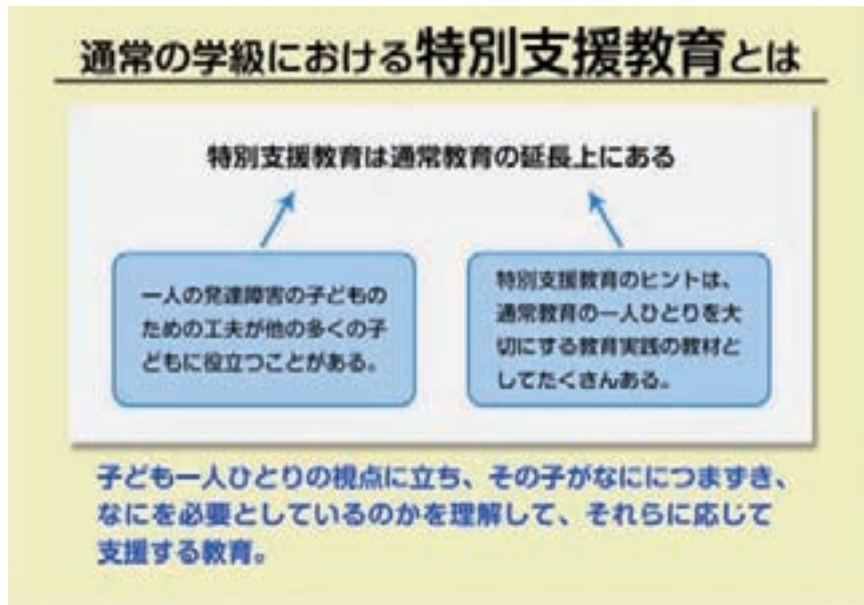 通常の学級における特別支援教育とは
特別支援教育は通常教育の延長上にある
一人の発達障害の子どもの
ための工夫が他の多くの子
どもに役立つことがある。
特別支援教育のヒントは、
通常教育の一人ひとりを大
切にする教育実践の教材と
してたくさんある。
子ども一人ひとりの視点に立ち、その子がなににつまずき、
なにを必要としているのかを理解して、それらに応じて
支援する教育。